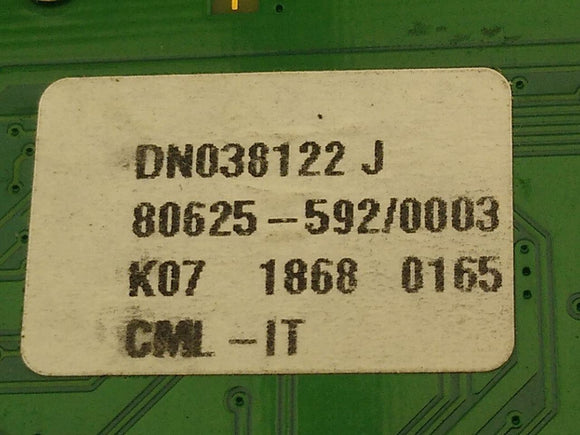 DN038122 J
80625-592/0003
K07 1868 0165
CML-IT